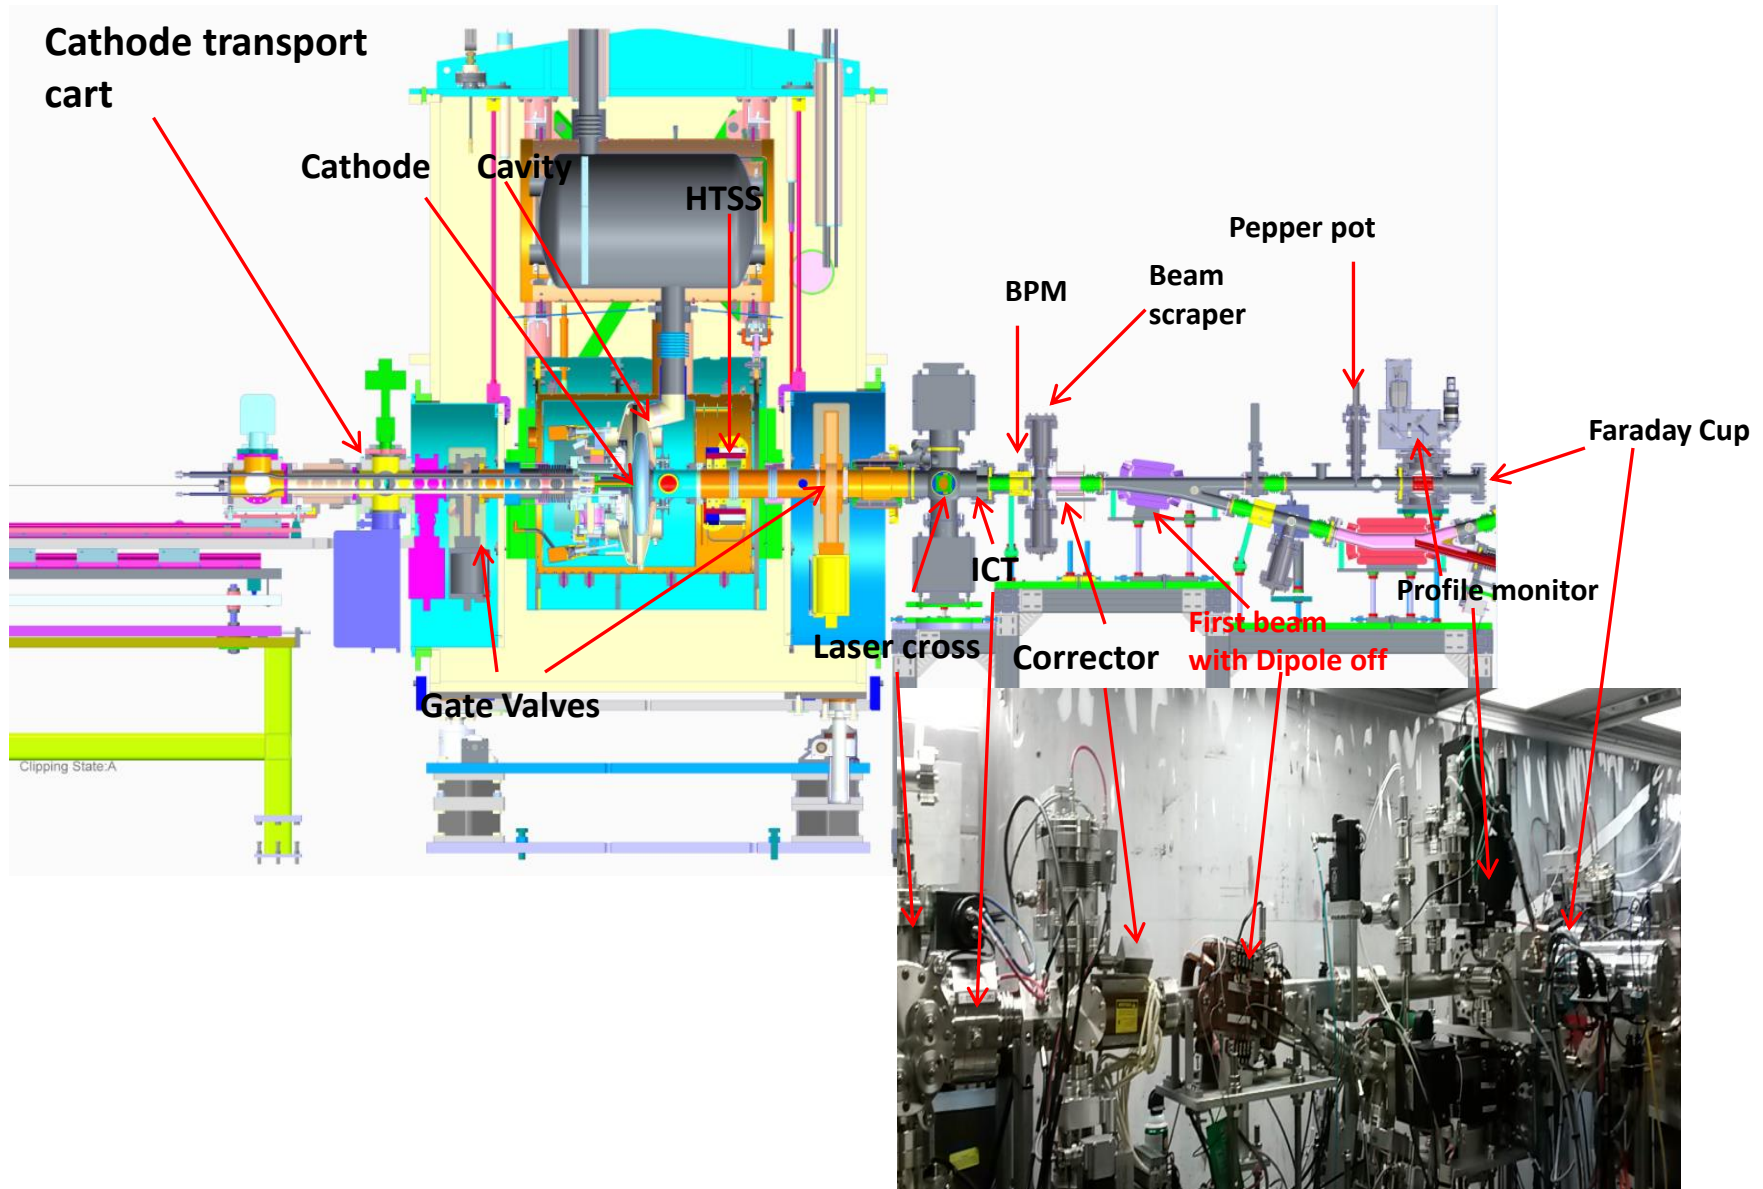 Cathode transport
cart
Cathode
Cavity
HTSS
Pepper pot
BPM
Beam
scraper
Faraday Cup
ICT
Profile monitor
Laser cross
Corrector
First beam
with Dipole off
Gate Valves
Clipping State:A